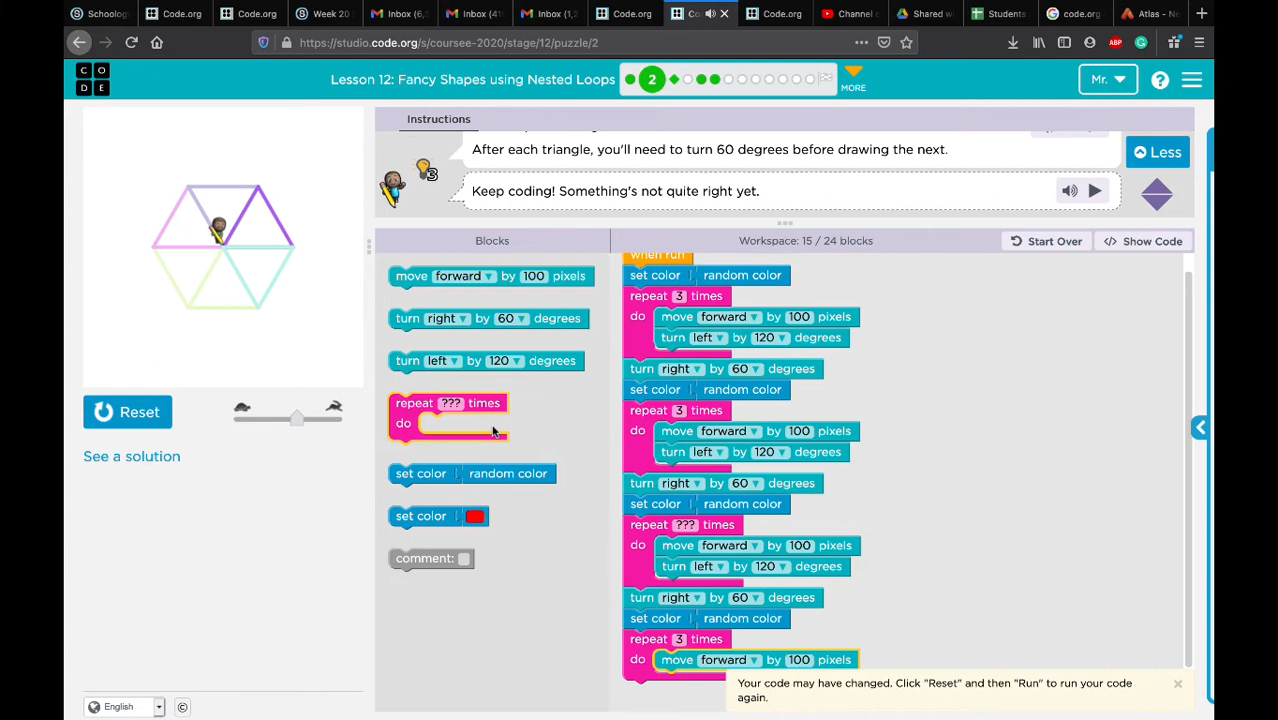 Schoology
Code.org
Code.org
Week 20
Inbox (6,
Inbox (41
Inbox (1,
Code.org
Co
Code.org
Channel
Shared w
Students
code.org
Atlas - Ne
https://studio.code.org/s/coursee-2020/stage/12/puzzle/2
ABP
C O
D E
Lesson 12: Fancy Shapes using Nested Loops
2
MORE
Mr.
Instructions
After each triangle, you'll need to turn 60 degrees before drawing the next.
Less
3
Keep coding! Something's not quite right yet.
Blocks
Workspace: 15 / 24 blocks
Start Over
</> Show Code
Reset
See a solution
English
©
move forward by 100 pixels
turn right by 60 degrees
turn left by 120 degrees
repeat ??? times
do
set color random color
set color
comment:
when run
set color random color
repeat 3 times
do move forward by 100 pixels
turn left by 120 degrees
turn right by 60 degrees
set color random color
repeat 3 times
do move forward by 100 pixels
turn left by 120 degrees
turn right by 60 degrees
set color random color
repeat ??? times
do move forward by 100 pixels
turn left by 120 degrees
turn right by 60 degrees
set color random color
repeat 3 times
do move forward by 100 pixels
Your code may have changed. Click "Reset" and then "Run" to run your code
again.